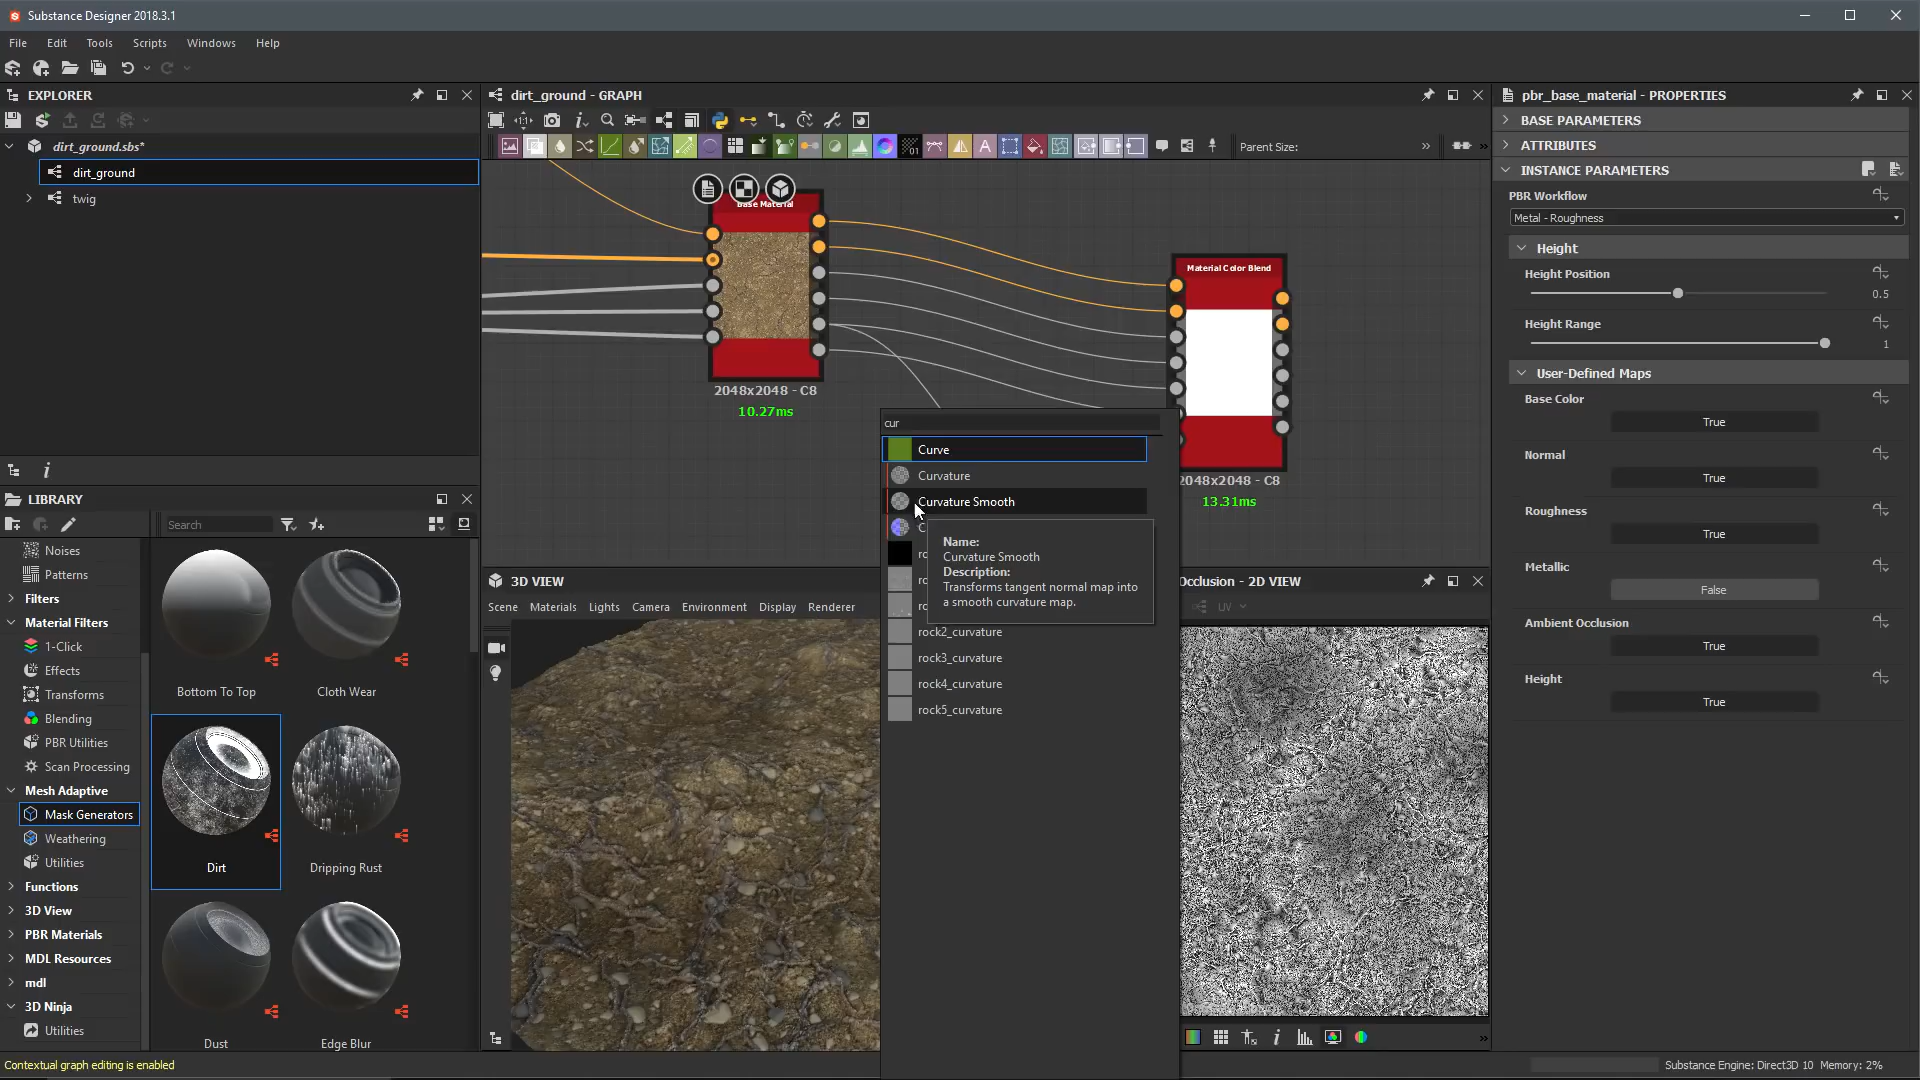 Substance Designer 2018.3.1
File Edit Tools Scripts Windows Help
EXPLORER
dirt_ground.sbs*
dirt_ground
twig
LIBRARY
Search
Noises
Patterns
Filters
Material Filters
1-Click
Effects
Transforms
Blending
PBR Utilities
Scan Processing
Mesh Adaptive
Mask Generators
Weathering
Utilities
Functions
3D View
PBR Materials
MDL Resources
mdl
3D Ninja
Utilities
Bottom To Top
Cloth Wear
Dirt
Dripping Rust
Dust
Edge Blur
dirt_ground - GRAPH
01
A
Parent Size:
Base Material
2048x2048 - C8
10.27ms
Material Color Blend
2048x2048 - C8
13.31ms
cur
Curve
Curvature
Curvature Smooth
C
ro
ro
ro
rock2_curvature
rock3_curvature
rock4_curvature
rock5_curvature
Name:
Curvature Smooth
Description:
Transforms tangent normal map into
a smooth curvature map.
3D VIEW
Scene Materials Lights Camera Environment Display Renderer
Occlusion - 2D VIEW
UV
pbr_base_material - PROPERTIES
BASE PARAMETERS
ATTRIBUTES
INSTANCE PARAMETERS
PBR Workflow
Metal - Roughness
Height
Height Position
0.5
Height Range
1
User-Defined Maps
Base Color
True
Normal
True
Roughness
True
Metallic
False
Ambient Occlusion
True
Height
True
Contextual graph editing is enabled
Substance Engine: Direct3D 10 Memory: 2%